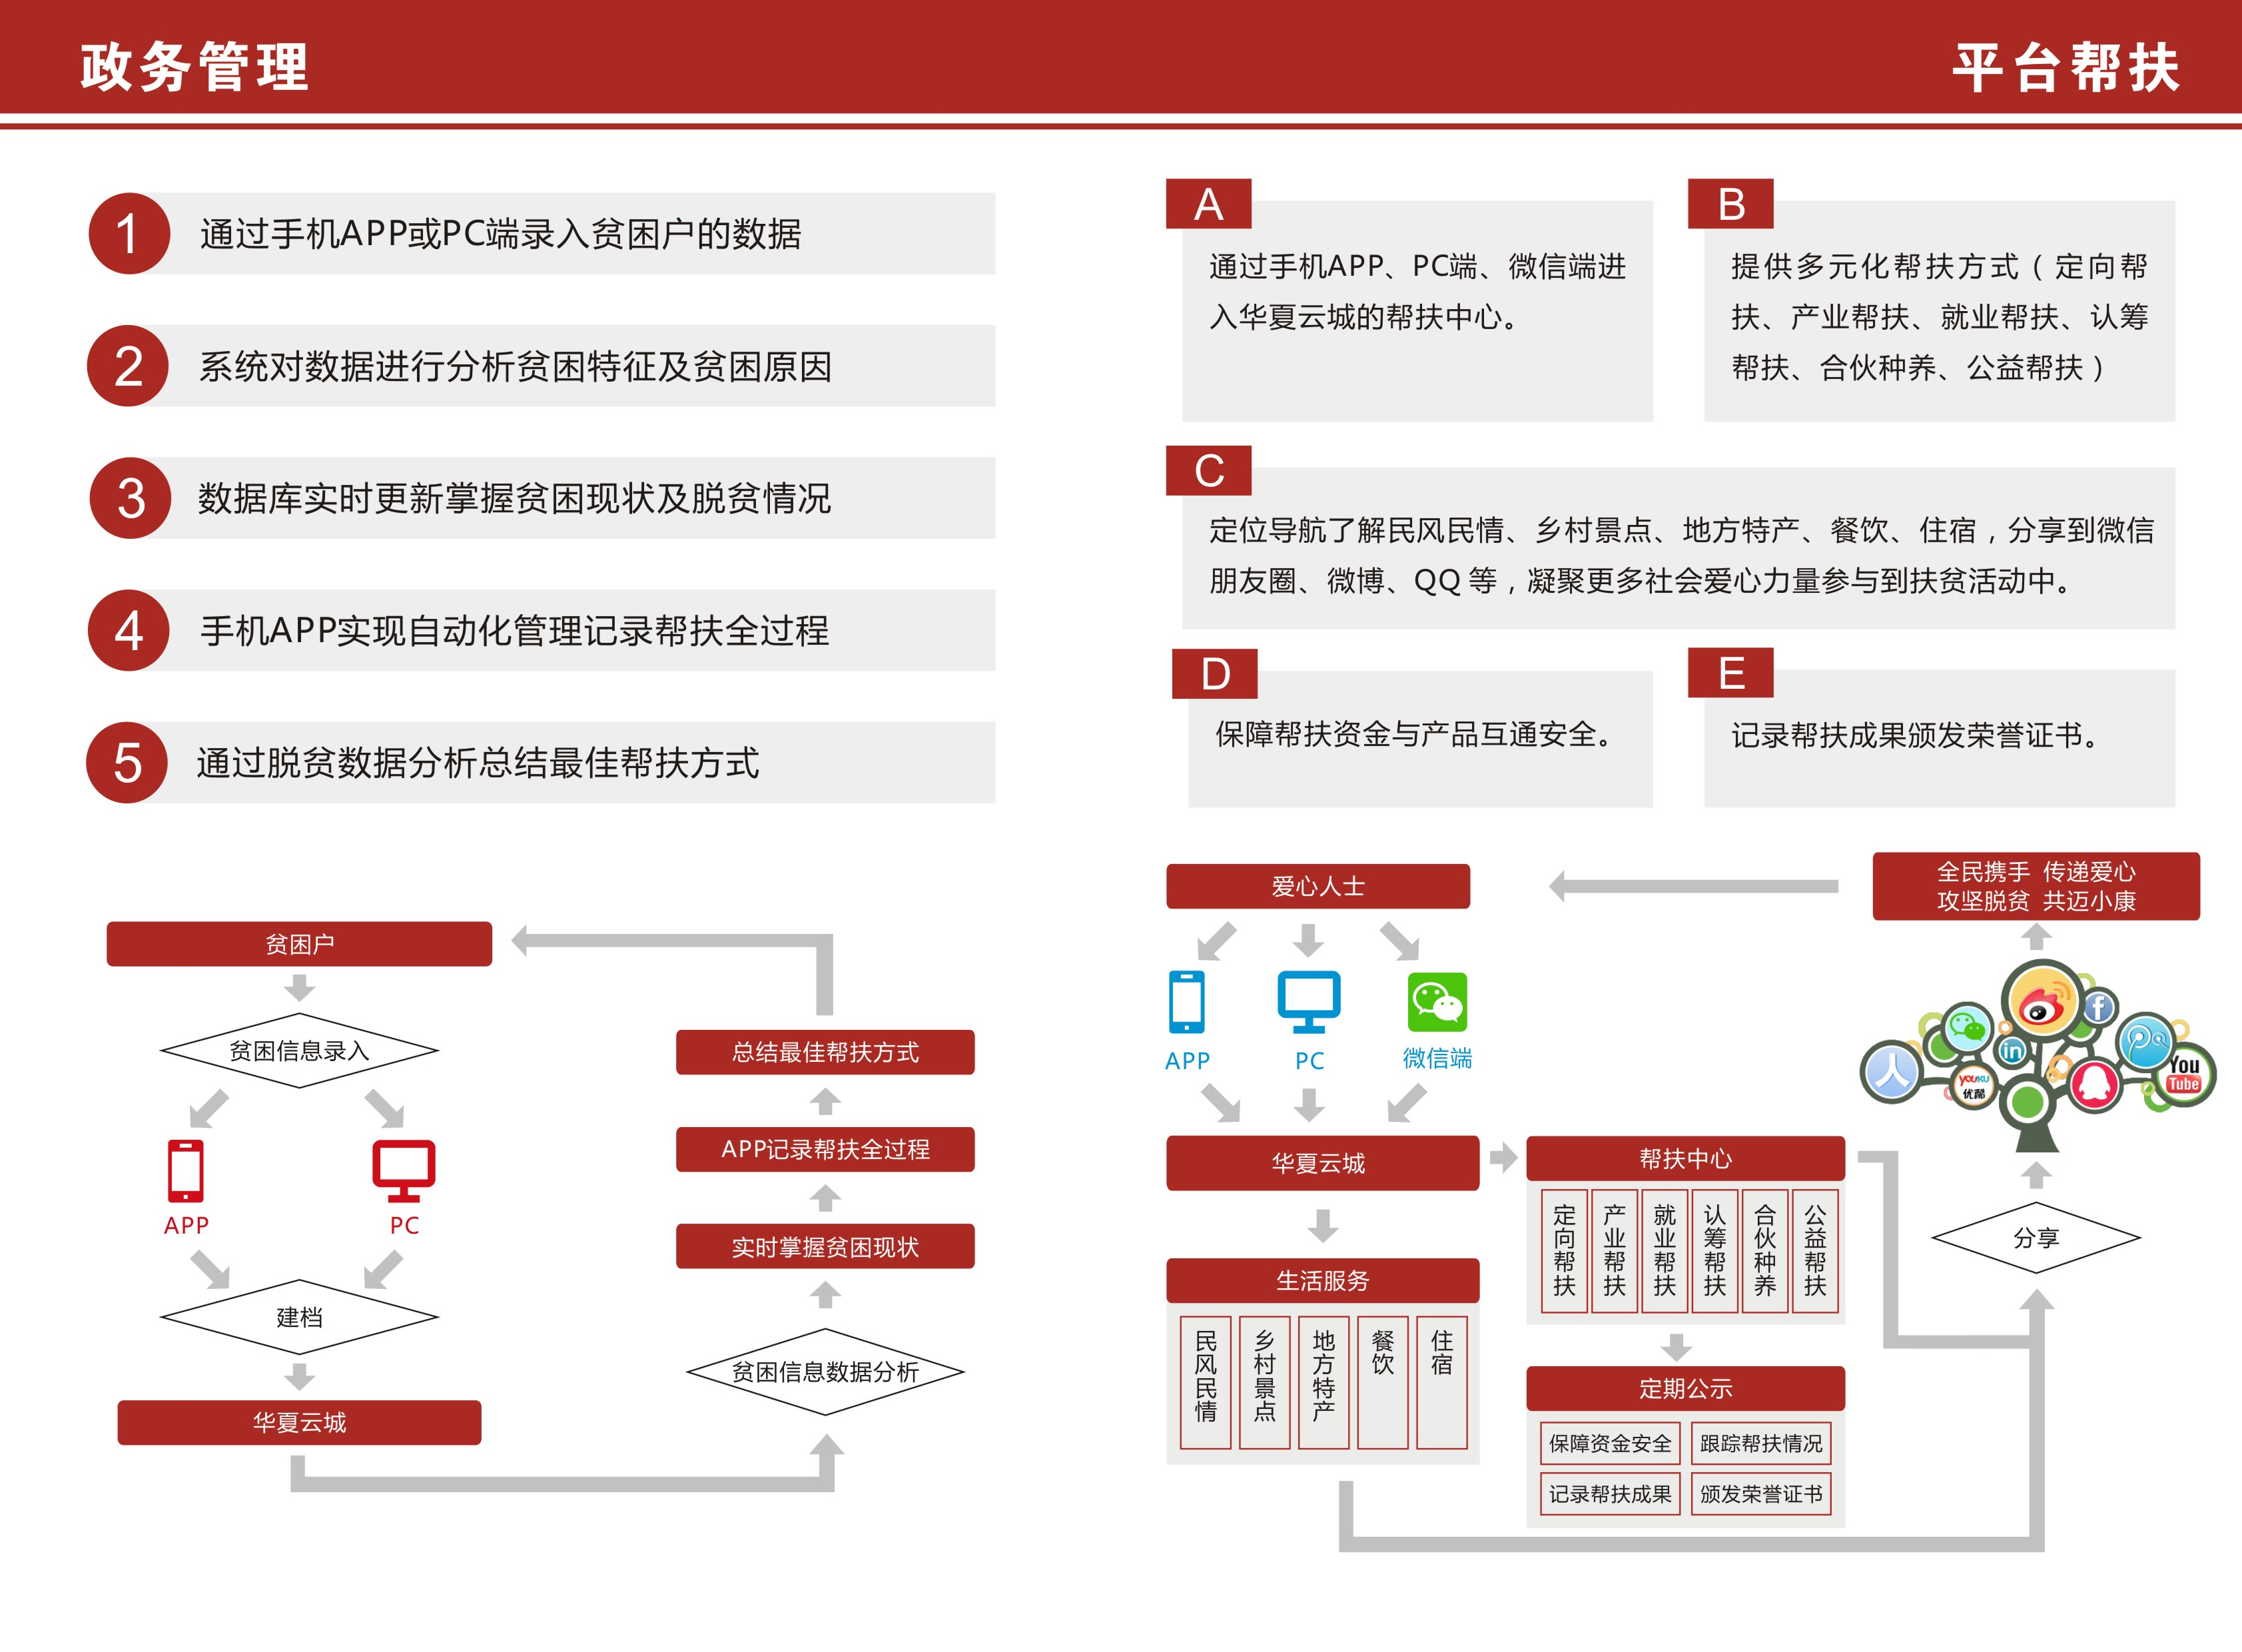 政务管理
平台帮扶
1
通过手机APP或PC端录入贫困户的数据
2
系统对数据进行分析贫困特征及贫困原因
3
数据库实时更新掌握贫困现状及脱贫情况
4
手机APP实现自动化管理记录帮扶全过程
5
通过脱贫数据分析总结最佳帮扶方式
A
通过手机APP、PC端、微信端进
入华夏云城的帮扶中心。
B
提供多元化帮扶方式（定向帮
扶、产业帮扶、就业帮扶、认筹
帮扶、合伙种养、公益帮扶）
C
定位导航了解民风民情、乡村景点、地方特产、餐饮、住宿，分享到微信
朋友圈、微博、QQ等，凝聚更多社会爱心力量参与到扶贫活动中。
D
保障帮扶资金与产品互通安全。
E
记录帮扶成果颁发荣誉证书。
贫困户
贫困信息录入
APP
PC
建档
华夏云城
贫困信息数据分析
实时掌握贫困现状
APP记录帮扶全过程
总结最佳帮扶方式
爱心人士
APP
PC
微信端
华夏云城
生活服务
民风民情
乡村景点
地方特产
餐饮
住宿
帮扶中心
定向帮扶
产业帮扶
就业帮扶
认筹帮扶
合伙种养
公益帮扶
定期公示
保障资金安全
跟踪帮扶情况
记录帮扶成果
颁发荣誉证书
分享
人
YOUKU
优酷
in
f
You
Tube
全民携手 传递爱心
攻坚脱贫 共迈小康